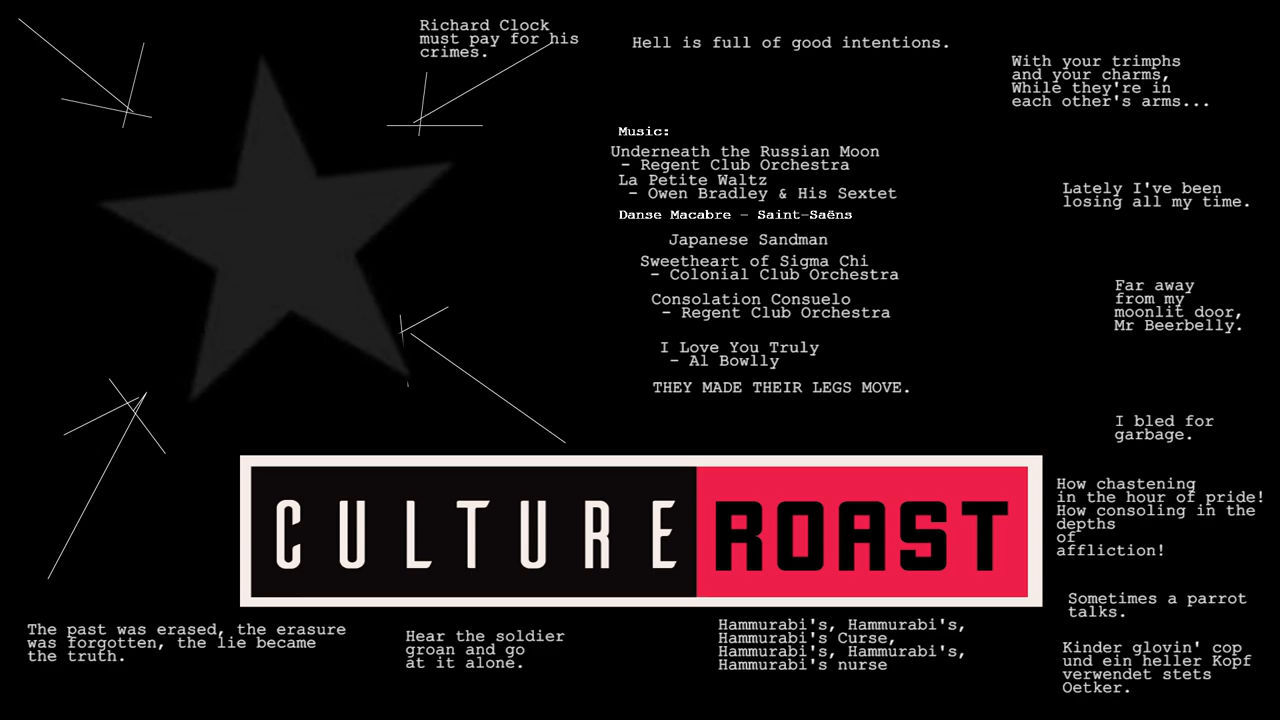 Richard Clock
must pay for his
crimes.
Hell is full of good intentions.
With your trimphs
and your charms,
While they're in
each other's arms...
Music:
Underneath the Russian Moon
– Regent Club Orchestra
La Petite Waltz
– Owen Bradley & His Sextet
Danse Macabre – Saint-Saëns
Japanese Sandman
Sweetheart of Sigma Chi
– Colonial Club Orchestra
Consolation Consuelo
– Regent Club Orchestra
I Love You Truly
– Al Bowlly
THEY MADE THEIR LEGS MOVE.
Lately I've been
losing all my time.
Far away
from my
moonlit door,
Mr Beerbelly.
I bled for
garbage.
How chastening
in the hour of pride!
How consoling in the
depths
of
affliction!
CULTURE ROAST
Sometimes a parrot
talks.
The past was erased, the erasure
was forgotten, the lie became
the truth.
Hear the soldier
groan and go
at it alone.
Hammurabi's, Hammurabi's,
Hammurabi's Curse,
Hammurabi's, Hammurabi's,
Hammurabi's nurse
Kinder glovin' cop
und ein heller Kopf
verwendet stets
Oetker.